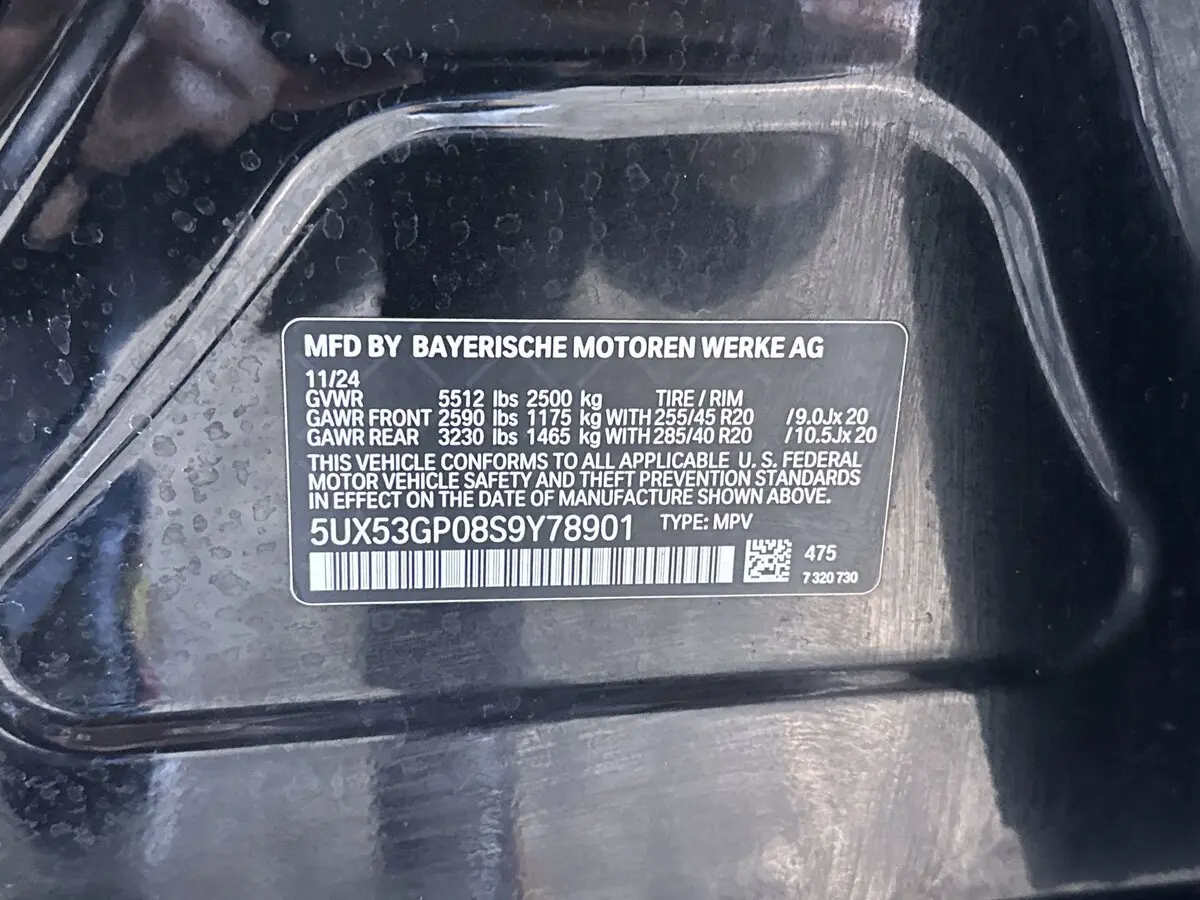 MFD BY BAYERISCHE MOTOREN WERKE AG
11/24
GVWR 5512 lbs 2500 kg TIRE / RIM
GAWR FRONT 2590 lbs 1175 kg WITH 255/45 R20 /9.0Jx20
GAWR REAR 3230 lbs 1465 kg WITH 285/40 R20 /10.5Jx20
THIS VEHICLE CONFORMS TO ALL APPLICABLE U. S. FEDERAL
MOTOR VEHICLE SAFETY AND THEFT PREVENTION STANDARDS
IN EFFECT ON THE DATE OF MANUFACTURE SHOWN ABOVE.
5UX53GP08S9Y78901 TYPE: MPV
475
7 320 730